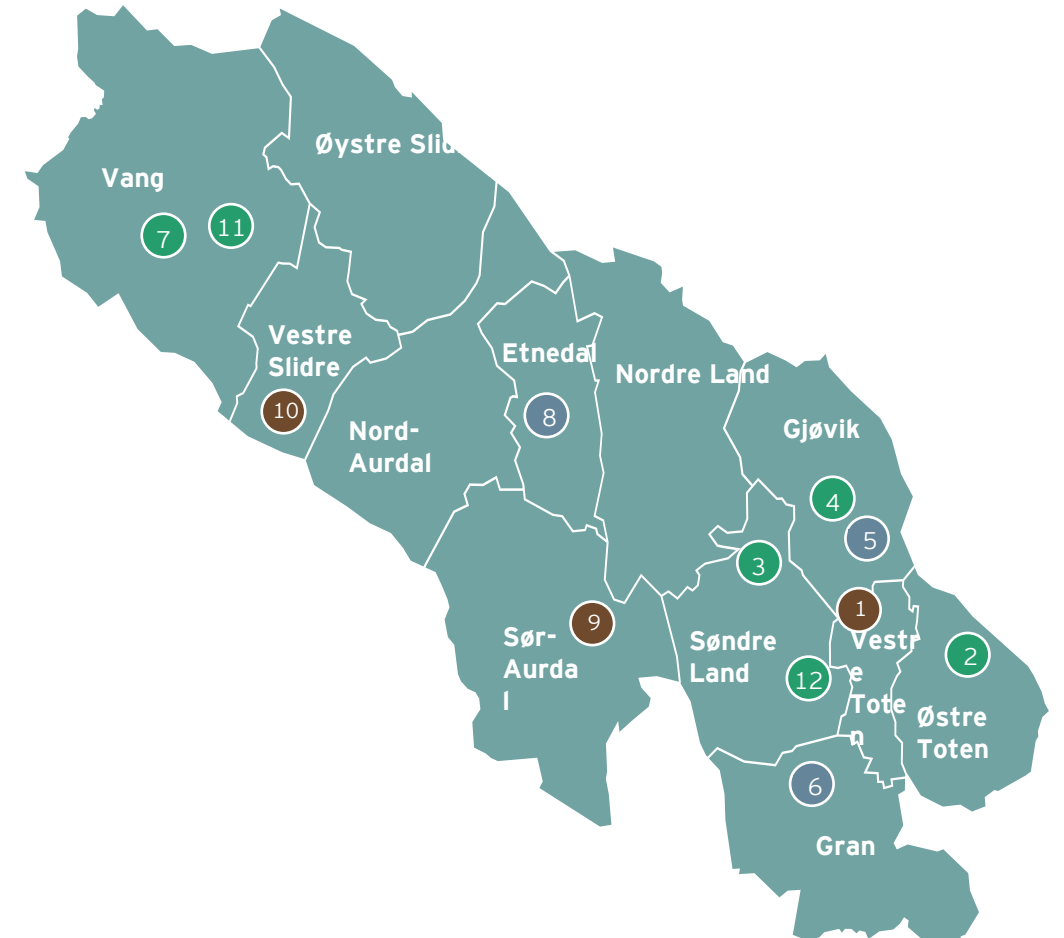 Øystre Slid
Vang
7
11
Vestre
Slidre
10
Etnedal
8
Nordre Land
Nord-
Aurdal
Gjøvik
4
5
3
1
9
Sør-
Aurda
l
Søndre
Land
12
Vestr
e
Tote
n
2
Østre
Toten
6
Gran